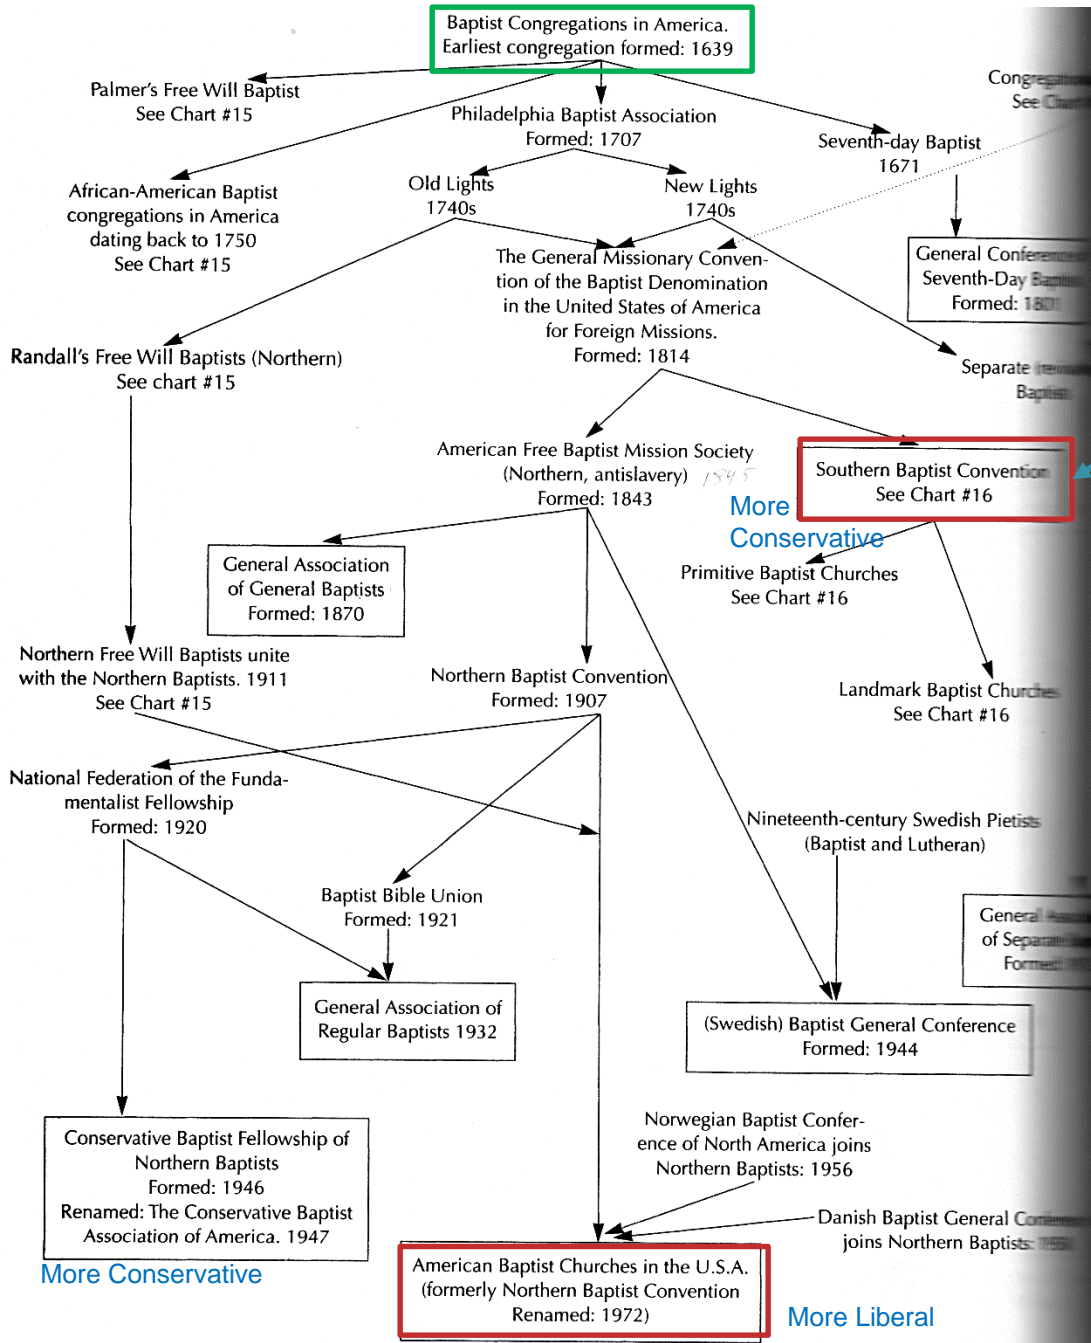 Baptist Congregations in America.
Earliest congregation formed: 1639
Palmer's Free Will Baptist
See Chart #15
Philadelphia Baptist Association
Formed: 1707
See
Seventh-day Baptist
1671
African-American Baptist
congregations in America
dating back to 1750
See Chart #15
Old Lights
1740s
New Lights
1740s
The General Missionary Conven-
tion of the Baptist Denomination
in the United States of America
for Foreign Missions.
Formed: 1814
General Conference
Seventh-Day Baptist
Formed: 1801
Randall's Free Will Baptists (Northern)
See chart #15
Separate
Baptists
American Free Baptist Mission Society
(Northern, antislavery) 1845
Formed: 1843
Southern Baptist Convention
See Chart #16
More
Conservative
General Association
of General Baptists
Formed: 1870
Primitive Baptist Churches
See Chart #16
Northern Free Will Baptists unite
with the Northern Baptists. 1911
See Chart #15
Northern Baptist Convention
Formed: 1907
Landmark Baptist Churches
See Chart #16
National Federation of the Funda-
mentalist Fellowship
Formed: 1920
Nineteenth-century Swedish Pietists
(Baptist and Lutheran)
Baptist Bible Union
Formed: 1921
General
of Separate
Formed:
General Association of
Regular Baptists 1932
(Swedish) Baptist General Conference
Formed: 1944
Conservative Baptist Fellowship of
Northern Baptists
Formed: 1946
Renamed: The Conservative Baptist
Association of America. 1947
More Conservative
Norwegian Baptist Confer-
ence of North America joins
Northern Baptists: 1956
Danish Baptist General
joins Northern Baptists:
American Baptist Churches in the U.S.A.
(formerly Northern Baptist Convention
Renamed: 1972)
More Liberal